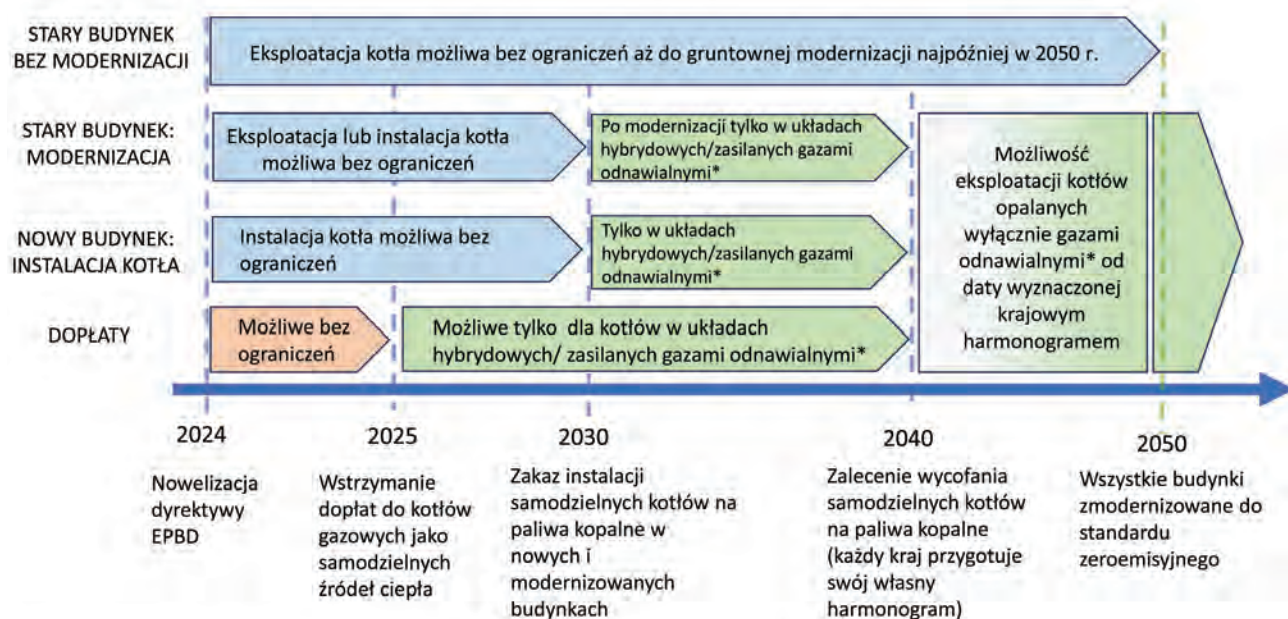 STARY BUDYNEK
BEZ MODERNIZACJI
Eksploatacja kotła możliwa bez ograniczeń aż do gruntownej modernizacji najpóźniej w 2050 r.
STARY BUDYNEK:
MODERNIZACJA
Eksploatacja lub instalacja kotła
możliwa bez ograniczeń
Po modernizacji tylko w układach
hybrydowych/zasilanych gazami
odnawialnymi*
NOWY BUDYNEK:
INSTALACJA KOTŁA
Instalacja kotła możliwa bez
ograniczeń
Tylko w układach
hybrydowych/zasilanych gazami
odnawialnymi*
DOPŁATY
Możliwe bez
ograniczeń
Możliwe tylko dla kotłów w układach
hybrydowych/ zasilanych gazami odnawialnymi*
Możliwość
eksploatacji kotłów
opalanych
wyłącznie gazami
odnawialnymi* od
daty wyznaczonej
krajowym
harmonogramem
2024
Nowelizacja
dyrektywy
EPBD
2025
Wstrzymanie
dopłat do kotłów
gazowych jako
samodzielnych
źródeł ciepła
2030
Zakaz instalacji
samodzielnych kotłów na
paliwa kopalne w
nowych i
modernizowanych
budynkach
2040
Zalecenie wycofania
samodzielnych kotłów
na paliwa kopalne
(każdy kraj przygotuje
swój własny
harmonogram)
2050
Wszystkie budynki
zmodernizowane do
standardu
zeroemisyjnego